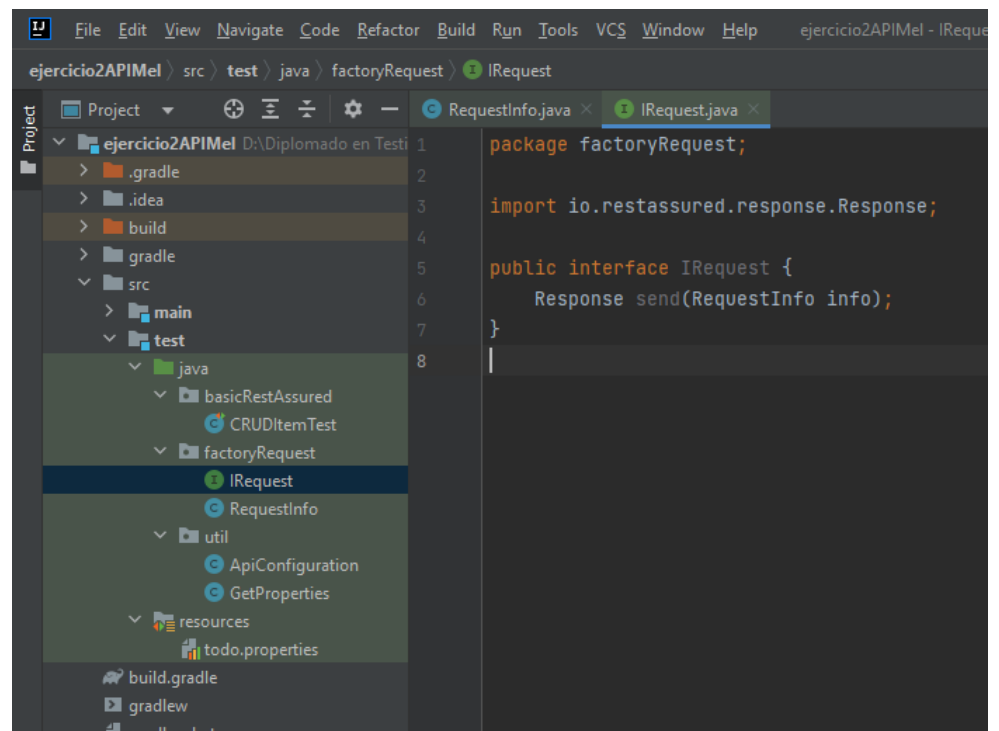 IJ File Edit View Navigate Code Refactor Build Run Tools VCS Window Help ejercicio2APIMel - IReque
ejercicio2APIMel src test java factoryRequest IRequest
Project
Project
RequestInfo.java IRequest.java
ejercicio2APIMel D:\Diplomado en Testi
.gradle
.idea
build
gradle
src
main
test
java
basicRestAssured
CRUDItemTest
factoryRequest
IRequest
RequestInfo
util
ApiConfiguration
GetProperties
resources
todo.properties
build.gradle
gradlew
1 package factoryRequest;
2
3 import io.restassured.response.Response;
4
5 public interface IRequest {
6 Response send(RequestInfo info);
7 }
8